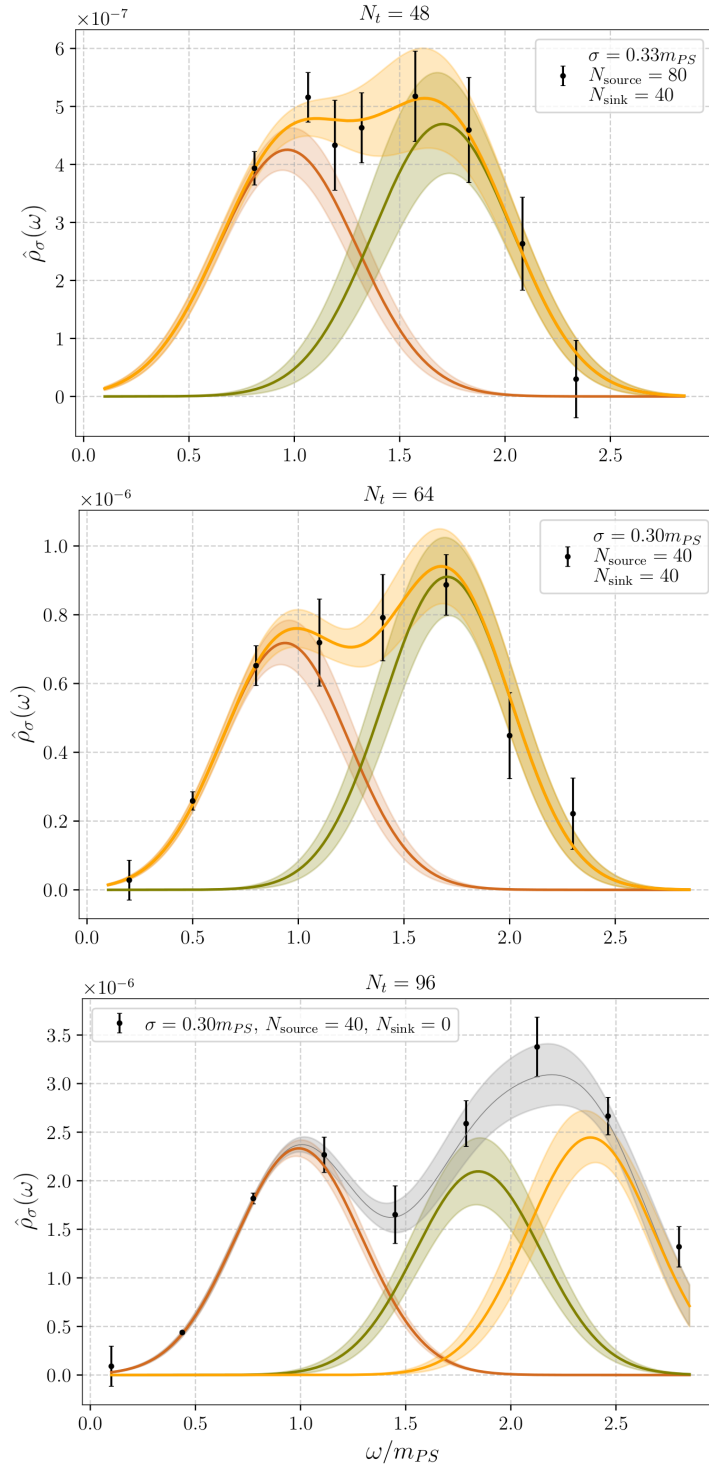 ×10⁻⁷
N_t = 48
σ = 0.33m_PS
N_source = 80
N_sink = 40
6
5
4
3
2
1
0
ρ̂_σ(ω)
0.0 0.5 1.0 1.5 2.0 2.5
×10⁻⁶
N_t = 64
σ = 0.30m_PS
N_source = 40
N_sink = 40
1.0
0.8
0.6
0.4
0.2
0.0
ρ̂_σ(ω)
0.0 0.5 1.0 1.5 2.0 2.5
×10⁻⁶
N_t = 96
σ = 0.30m_PS, N_source = 40, N_sink = 0
3.5
3.0
2.5
2.0
1.5
1.0
0.5
0.0
ρ̂_σ(ω)
0.0 0.5 1.0 1.5 2.0 2.5
ω/m_PS